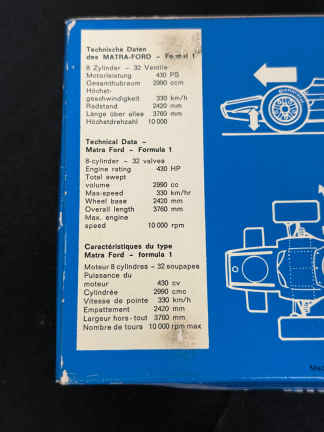 Technische Daten
des MATRA-FORD - Formel 1
8 Zylinder - 32 Ventile
Motorleistung 430 PS
Gesamthubraum 2990 ccm
Höchst-
geschwindigkeit 330 km/h
Radstand 2420 mm
Länge über alles 3760 mm
Höchstdrehzahl 10 000
Technical Data -
Matra Ford - Formula 1
8-cylinder - 32 valves
Engine rating 430 HP
Total swept
volume 2990 cc
Max-speed 330 km/hr
Wheel base 2420 mm
Overall length 3760 mm
Max. engine
speed 10 000 rpm
Caractéristiques du type
Matra Ford - formula 1
Moteur 8 cylindres - 32 soupapes
Puissance du
moteur 430 cv
Cylindrée 2990 cmc
Vitesse de pointe 330 km/h
Empattement 2420 mm
Largeur hors-tout 3760 mm
Nombre de tours 10 000 rpm max